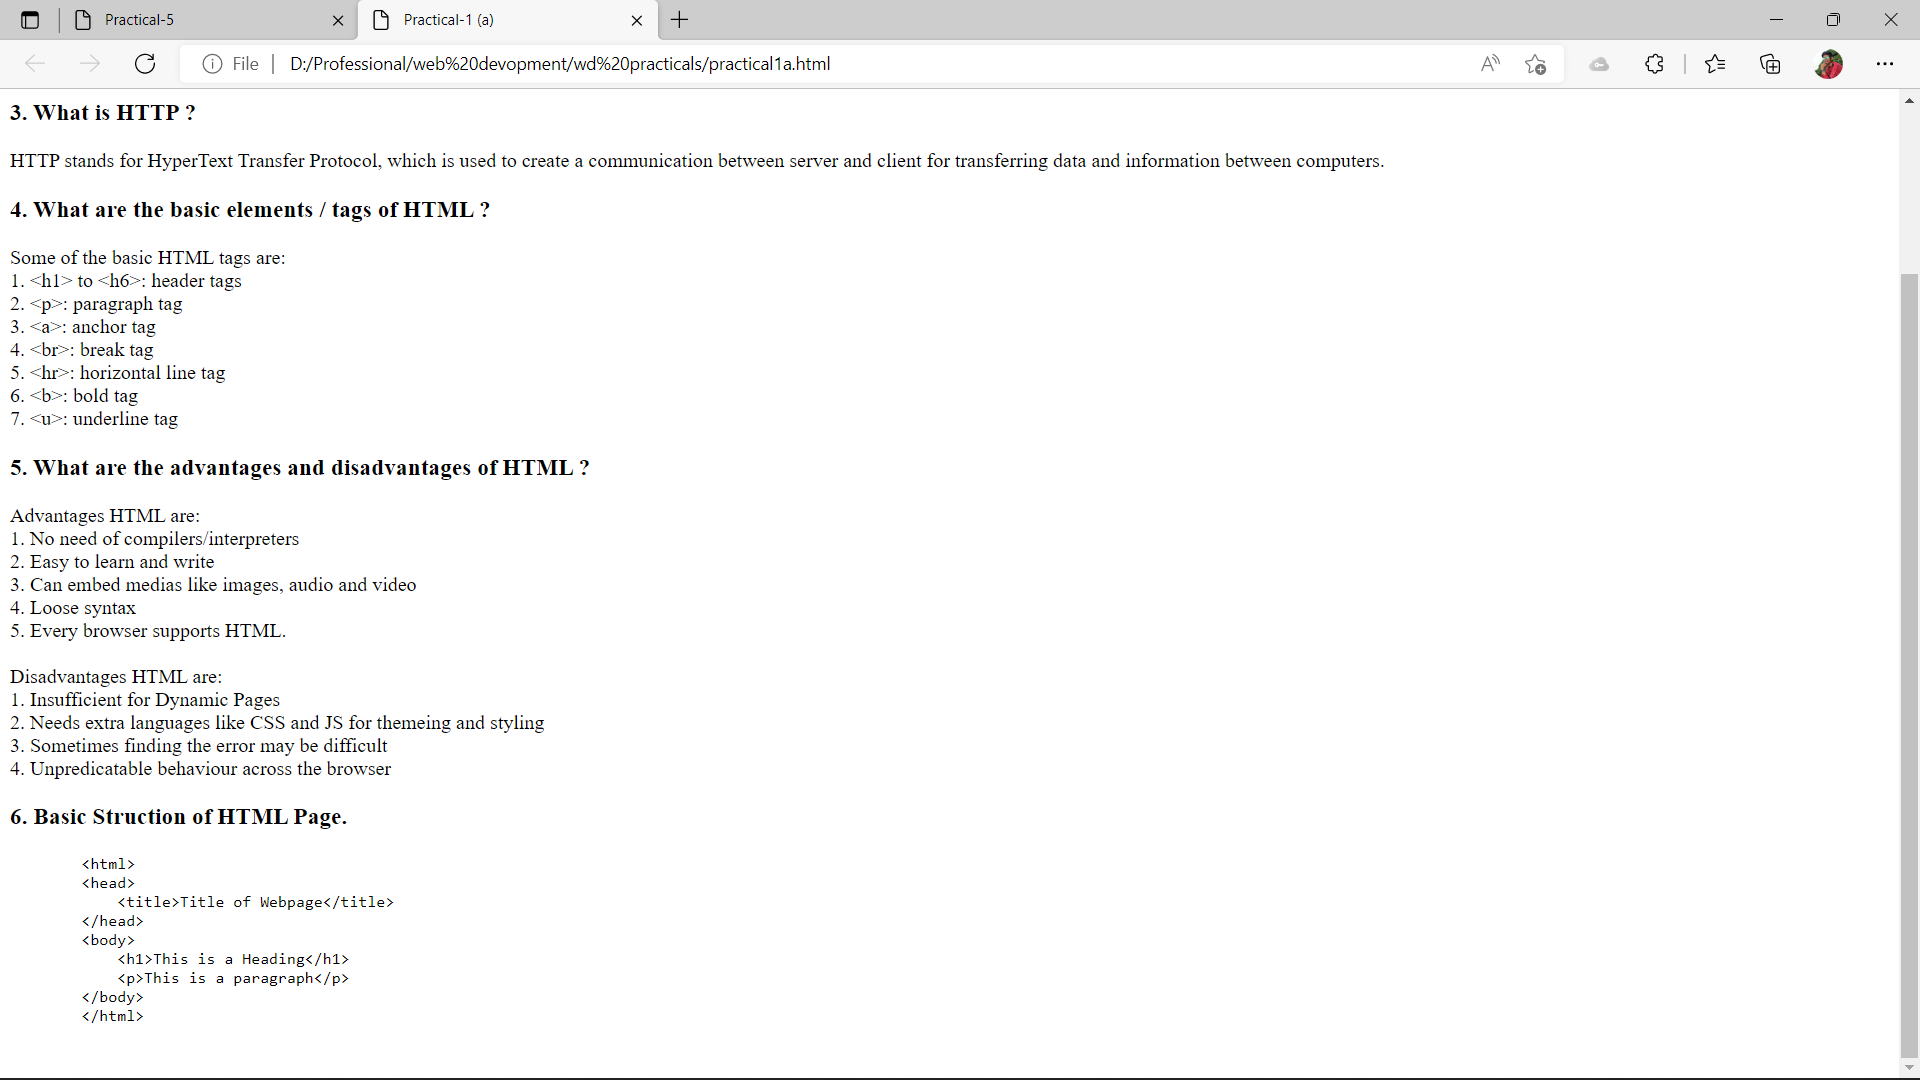 Practical-5
Practical-1 (a)
File
D:/Professional/web%20devopment/wd%20practicals/practical1a.html
3. What is HTTP ?
HTTP stands for HyperText Transfer Protocol, which is used to create a communication between server and client for transferring data and information between computers.
4. What are the basic elements / tags of HTML ?
Some of the basic HTML tags are:
1. <h1> to <h6>: header tags
2. <p>: paragraph tag
3. <a>: anchor tag
4. <br>: break tag
5. <hr>: horizontal line tag
6. <b>: bold tag
7. <u>: underline tag
5. What are the advantages and disadvantages of HTML ?
Advantages HTML are:
1. No need of compilers/interpreters
2. Easy to learn and write
3. Can embed medias like images, audio and video
4. Loose syntax
5. Every browser supports HTML.
Disadvantages HTML are:
1. Insufficient for Dynamic Pages
2. Needs extra languages like CSS and JS for themeing and styling
3. Sometimes finding the error may be difficult
4. Unpredicatable behaviour across the browser
6. Basic Struction of HTML Page.
<html>
<head>
<title>Title of Webpage</title>
</head>
<body>
<h1>This is a Heading</h1>
<p>This is a paragraph</p>
</body>
</html>